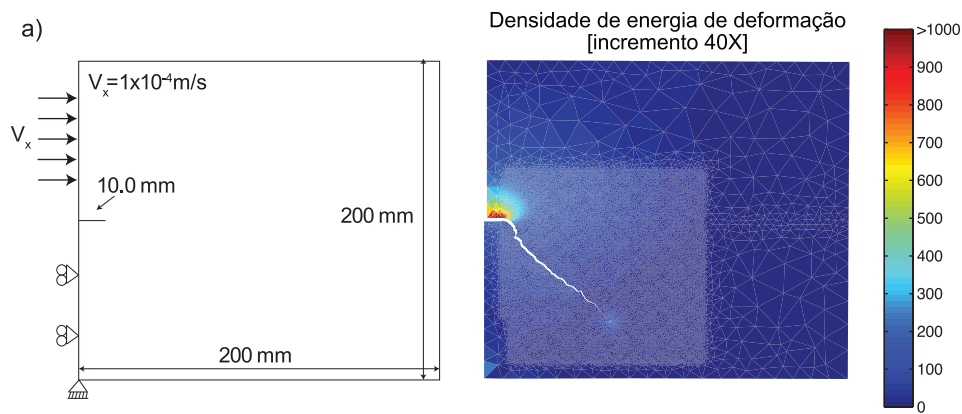 a)
Vx=1x10-4m/s
Vx
10.0 mm
200 mm
200 mm
Densidade de energia de deformação
[incremento 40X]
>1000
900
800
700
600
500
400
300
200
100
0